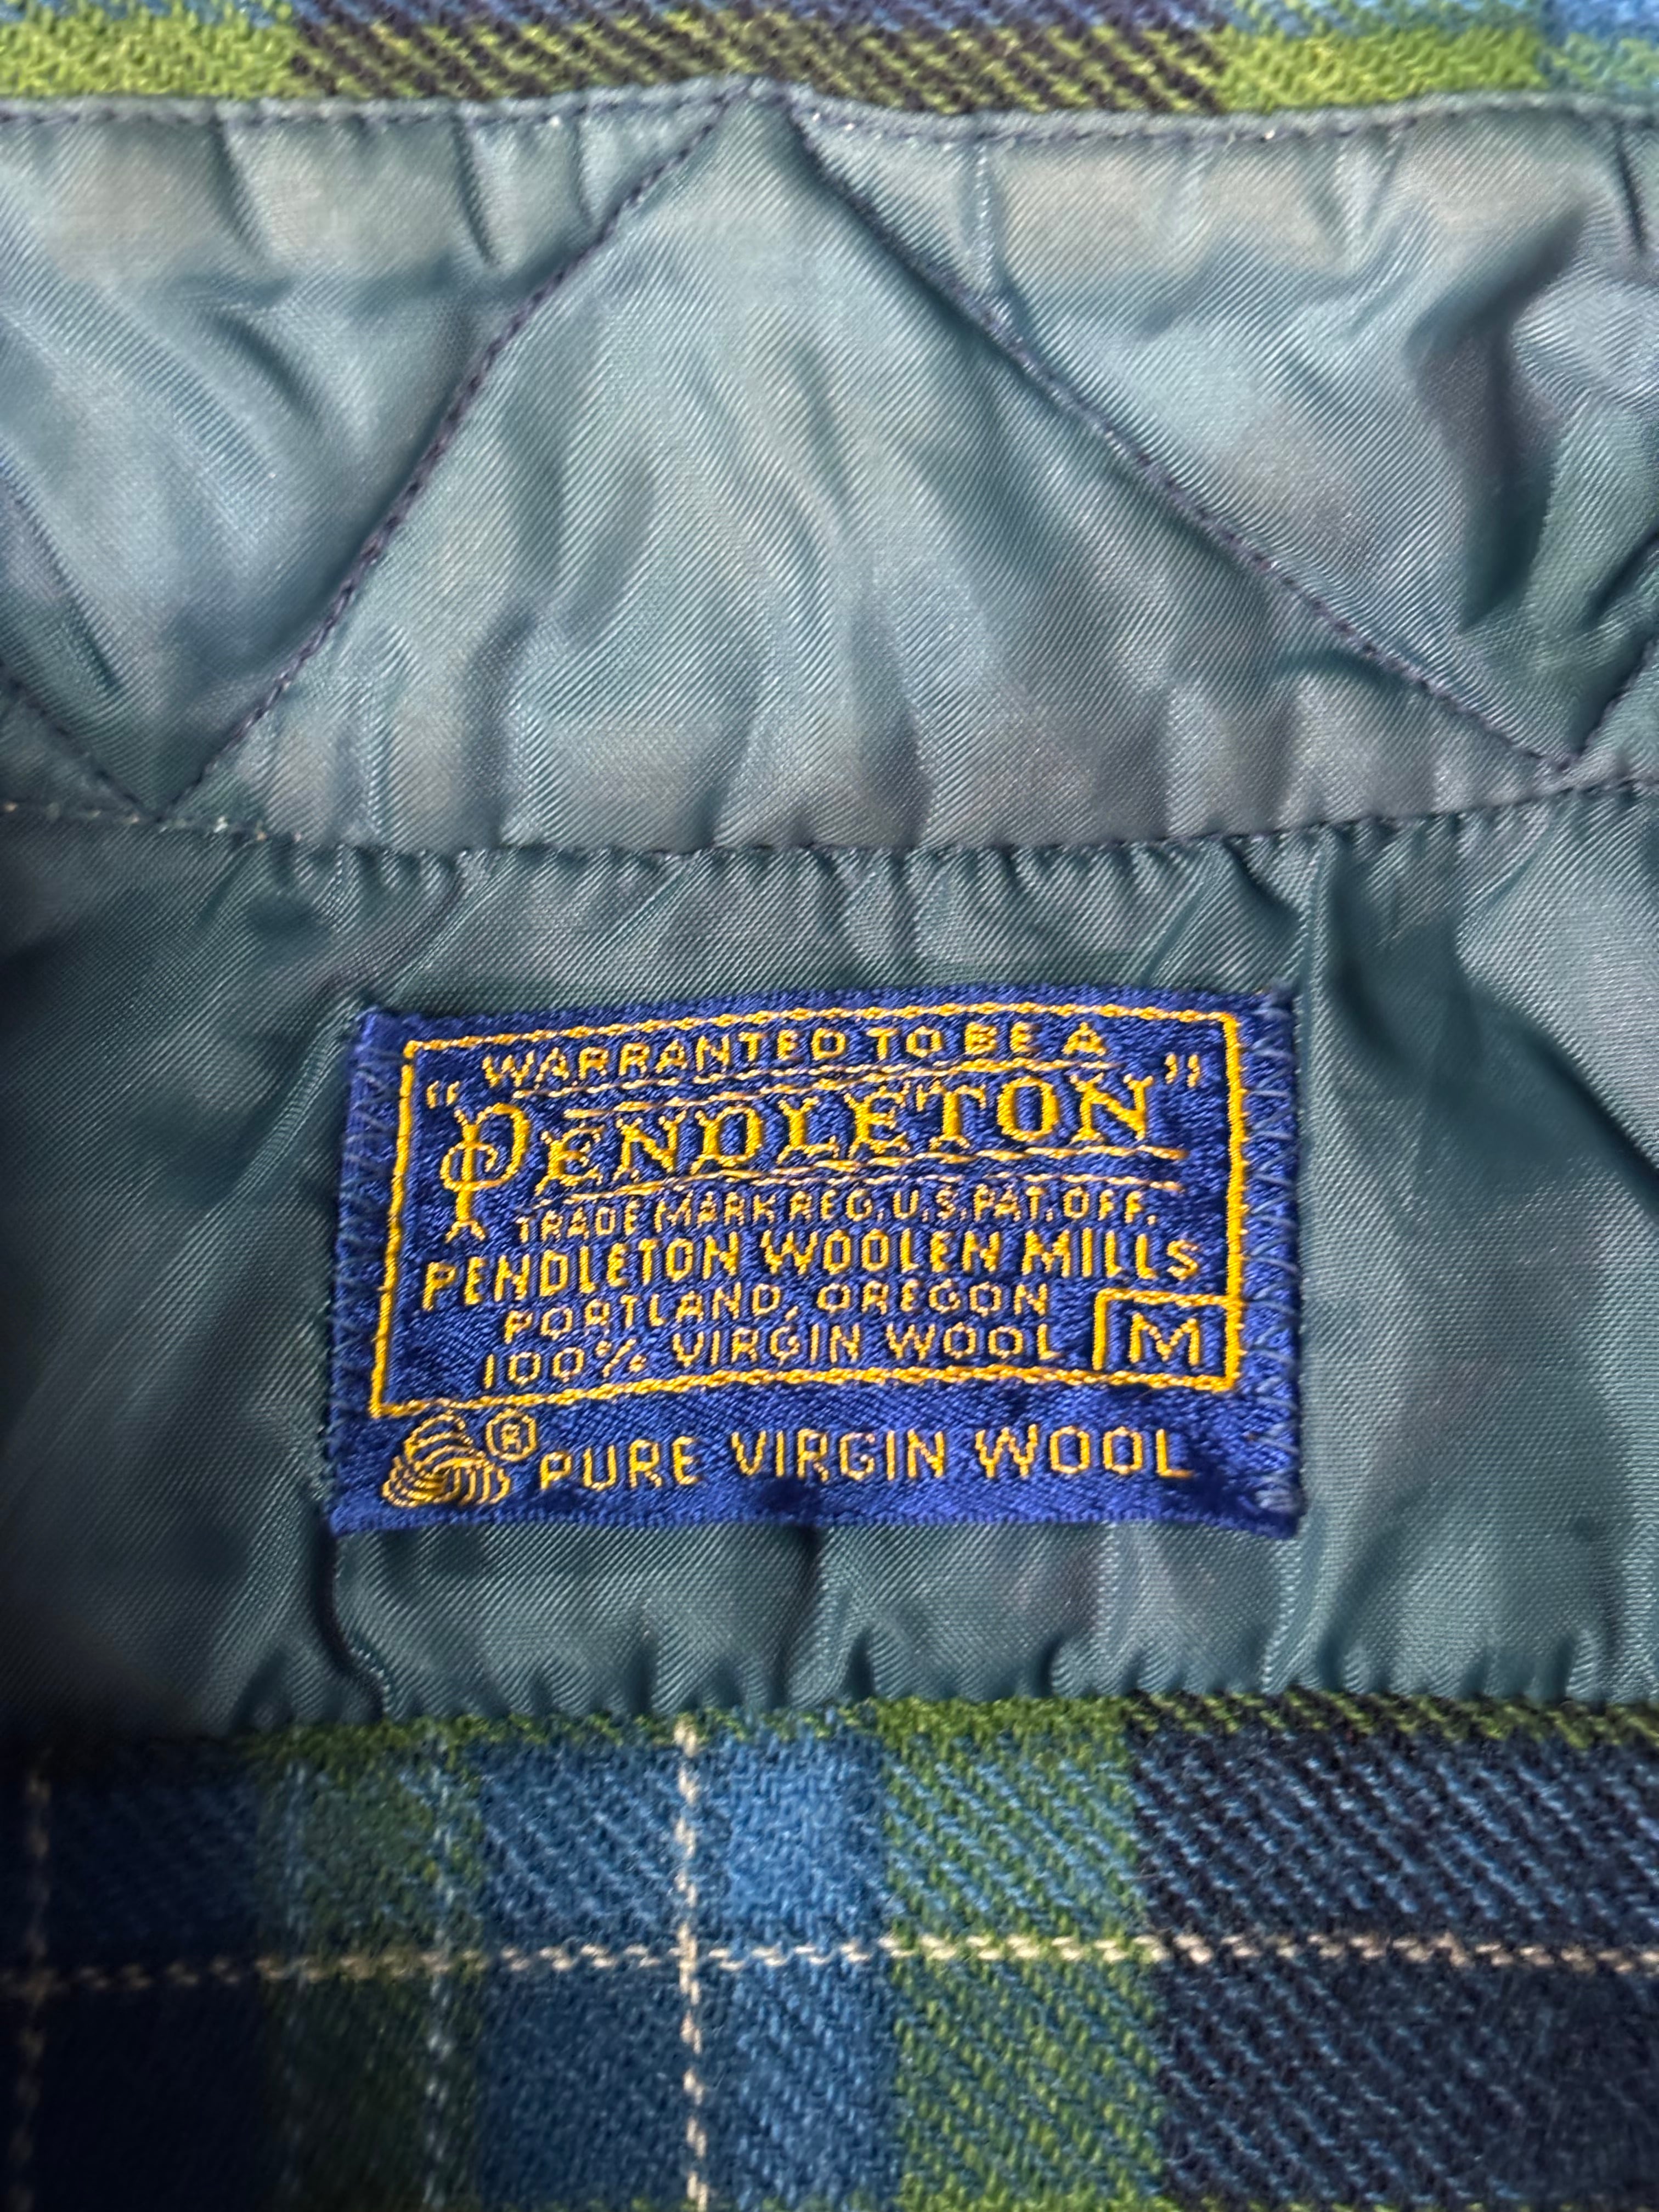 WARRANTED TO BE A
"PENDLETON"
TRADE MARK REG. U.S. PAT. OFF.
PENDLETON WOOLEN MILLS
PORTLAND, OREGON
100% VIRGIN WOOL M
® PURE VIRGIN WOOL